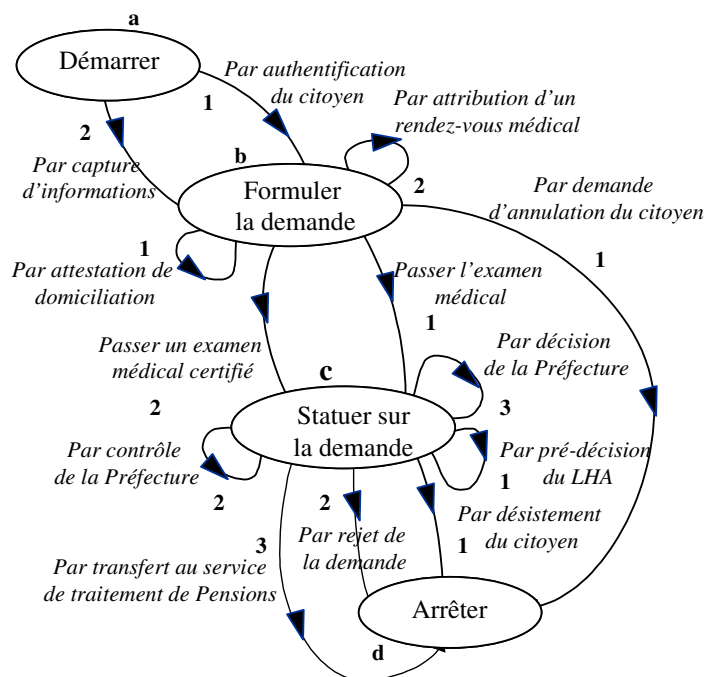 a
Démarrer
1
Par authentification
du citoyen
2
Par capture
d'informations
Par attribution d'un
rendez-vous médical
b
Formuler
la demande
2
Par demande
d'annulation du citoyen
1
1
Par attestation de
domiciliation
Passer l'examen
médical
1
Passer un examen
médical certifié
2
c
Statuer sur
la demande
Par décision
de la Préfecture
3
Par contrôle
de la Préfecture
2
Par pré-décision
du LHA
1
Par désistement
du citoyen
1
2
Par rejet de
la demande
3
Par transfert au service
de traitement de Pensions
Arrêter
d